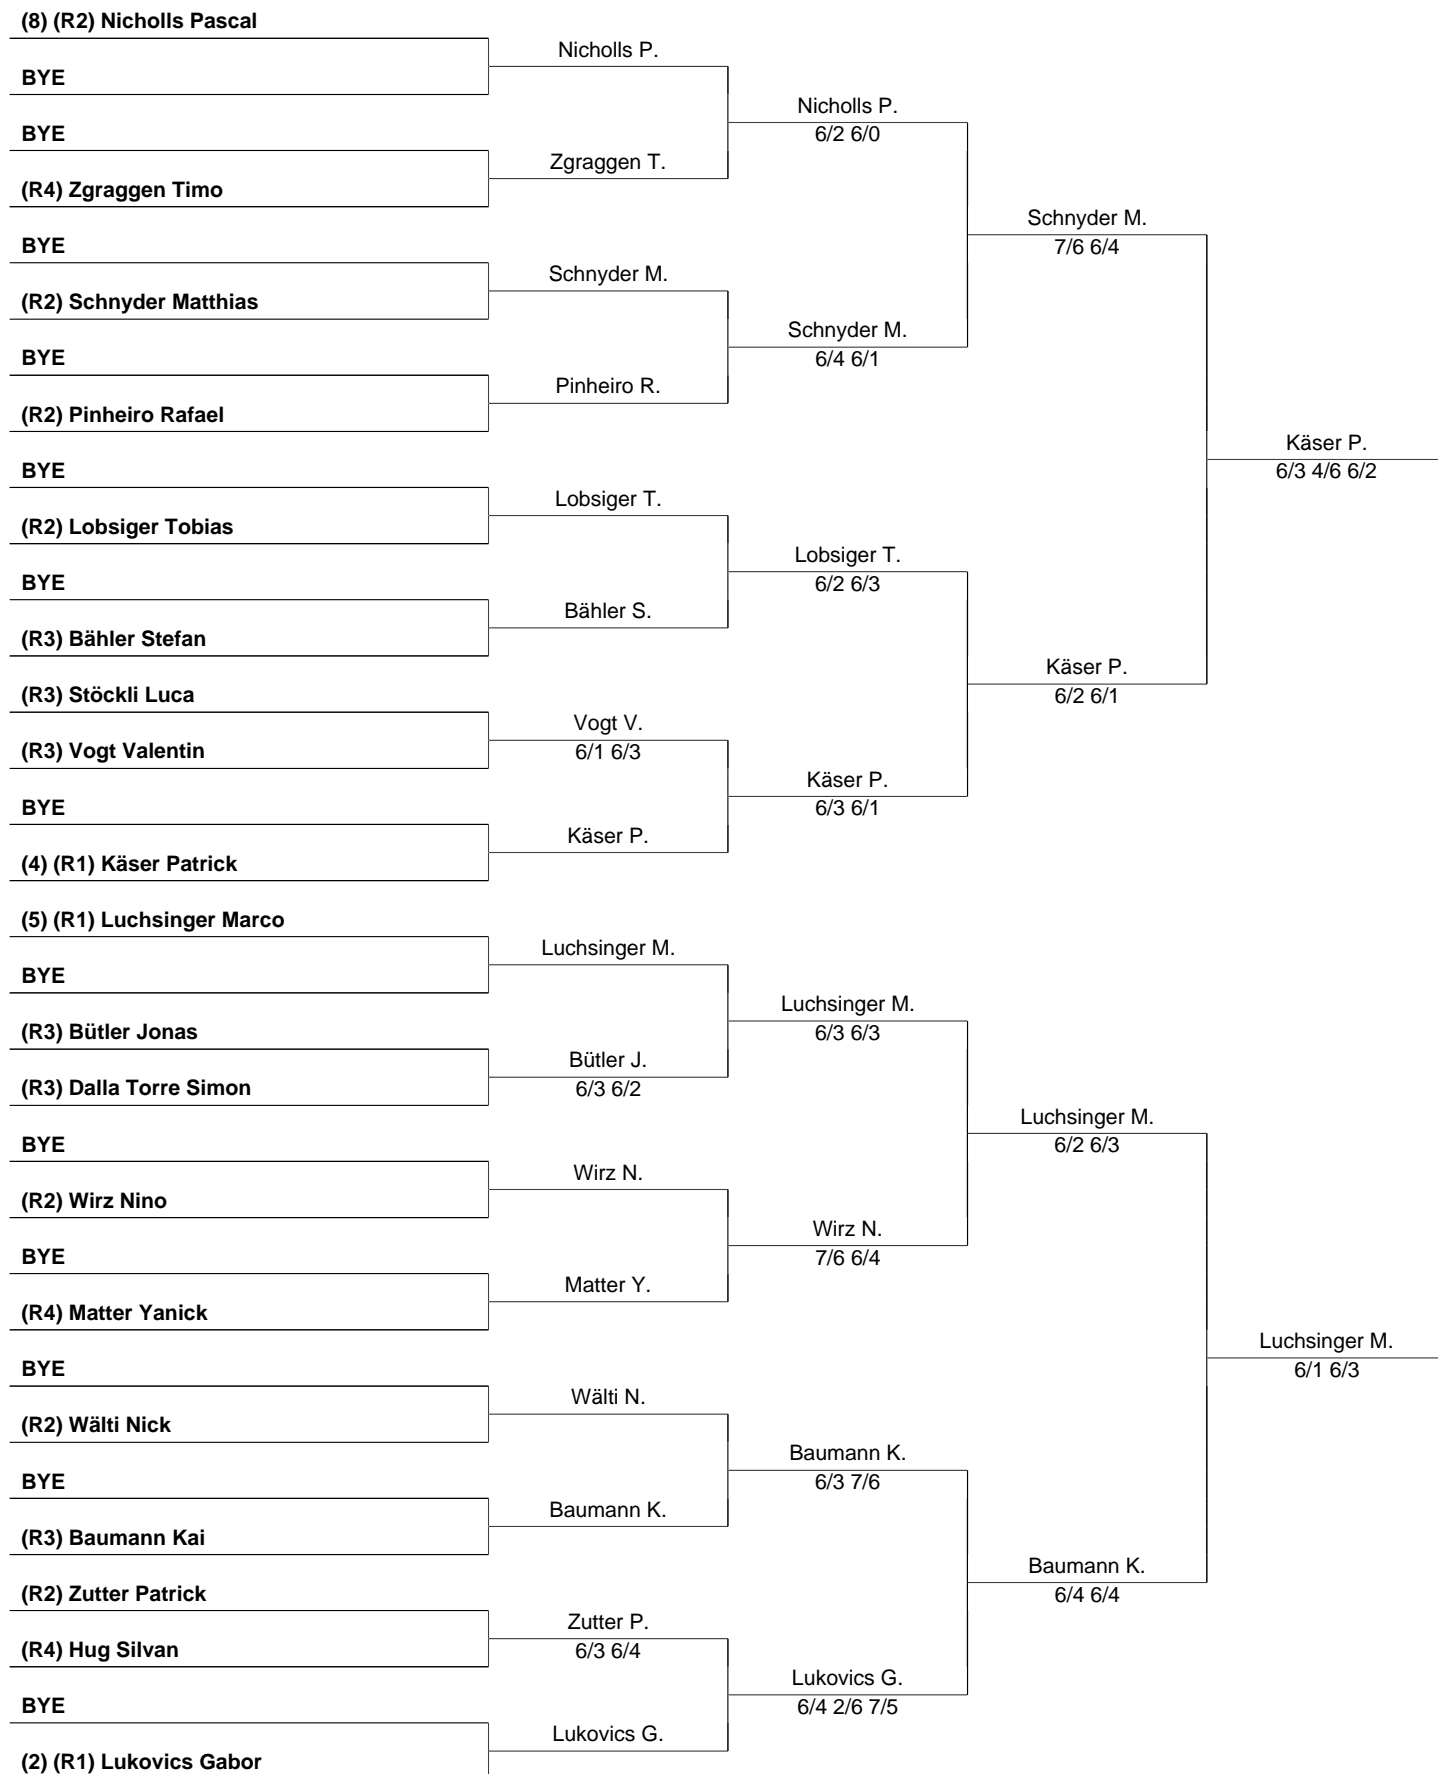 (8) (R2) Nicholls Pascal
Nicholls P.
BYE
Nicholls P.
6/2 6/0
BYE
Zgraggen T.
(R4) Zgraggen Timo
Schnyder M.
7/6 6/4
BYE
Schnyder M.
(R2) Schnyder Matthias
Schnyder M.
6/4 6/1
BYE
Pinheiro R.
(R2) Pinheiro Rafael
Käser P.
6/3 4/6 6/2
BYE
Lobsiger T.
(R2) Lobsiger Tobias
Lobsiger T.
6/2 6/3
BYE
Bähler S.
(R3) Bähler Stefan
Käser P.
6/2 6/1
(R3) Stöckli Luca
Vogt V.
6/1 6/3
(R3) Vogt Valentin
Käser P.
6/3 6/1
BYE
Käser P.
(4) (R1) Käser Patrick
(5) (R1) Luchsinger Marco
Luchsinger M.
BYE
Luchsinger M.
6/3 6/3
(R3) Bütler Jonas
Bütler J.
6/3 6/2
(R3) Dalla Torre Simon
Luchsinger M.
6/2 6/3
BYE
Wirz N.
(R2) Wirz Nino
Wirz N.
7/6 6/4
BYE
Matter Y.
(R4) Matter Yanick
Luchsinger M.
6/1 6/3
BYE
Wälti N.
(R2) Wälti Nick
Baumann K.
6/3 7/6
BYE
Baumann K.
(R3) Baumann Kai
Baumann K.
6/4 6/4
(R2) Zutter Patrick
Zutter P.
6/3 6/4
(R4) Hug Silvan
Lukovics G.
6/4 2/6 7/5
BYE
Lukovics G.
(2) (R1) Lukovics Gabor